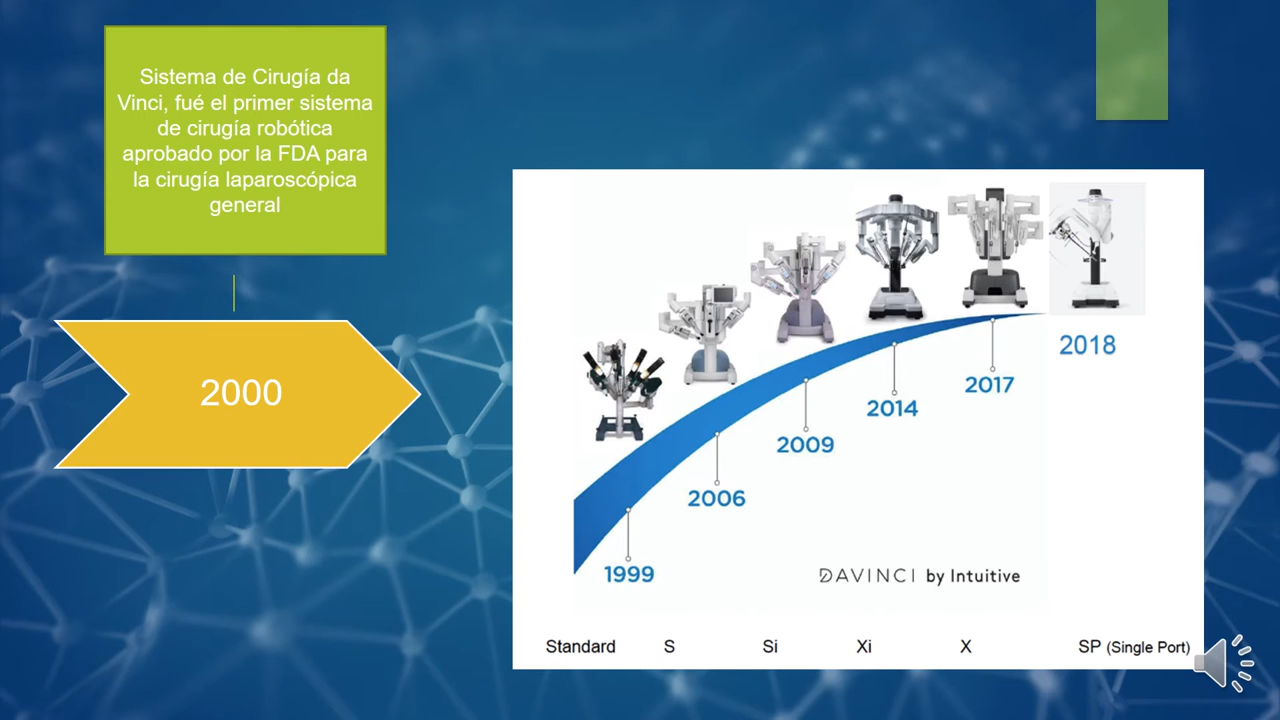 Sistema de Cirugía da
Vinci, fué el primer sistema
de cirugía robótica
aprobado por la FDA para
la cirugía laparoscópica
general
2000
1999
2006
2009
2014
2017
2018
DAVINCI by Intuitive
Standard S Si Xi X SP (Single Port)